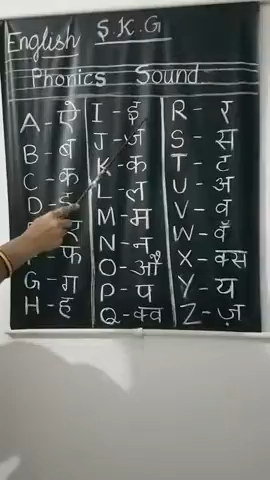 English S.K.G
Phonics Sound
A - ऐ
B - ब
C - क
D - ड
फ
G - ग
H - ह
I - इ
J - ज
K - क
L - ल
M - म
N - न
O - ऑ
P - प
Q - क्व
R - र
S - स
T - ट
U - अ
V - व
W - वँ
X - क्स
Y - य
Z - ज़